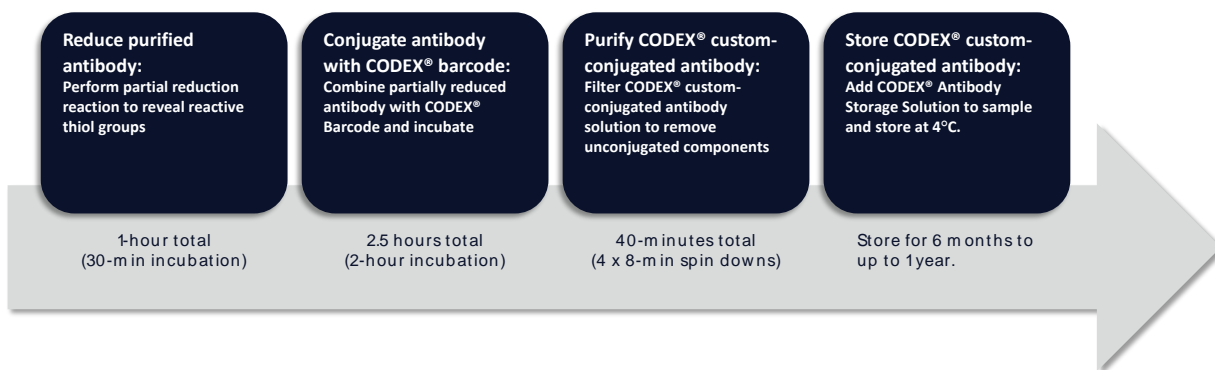 Reduce purified
antibody:
Perform partial reduction
reaction to reveal reactive
thiol groups
1-hour total
(30-min incubation)
Conjugate antibody
with CODEX® barcode:
Combine partially reduced
antibody with CODEX®
Barcode and incubate
2.5 hours total
(2-hour incubation)
Purify CODEX® custom-
conjugated antibody:
Filter CODEX® custom-
conjugated antibody
solution to remove
unconjugated components
40-minutes total
(4 x 8-min spin downs)
Store CODEX® custom-
conjugated antibody:
Add CODEX® Antibody
Storage Solution to sample
and store at 4°C.
Store for 6 months to
up to 1 year.